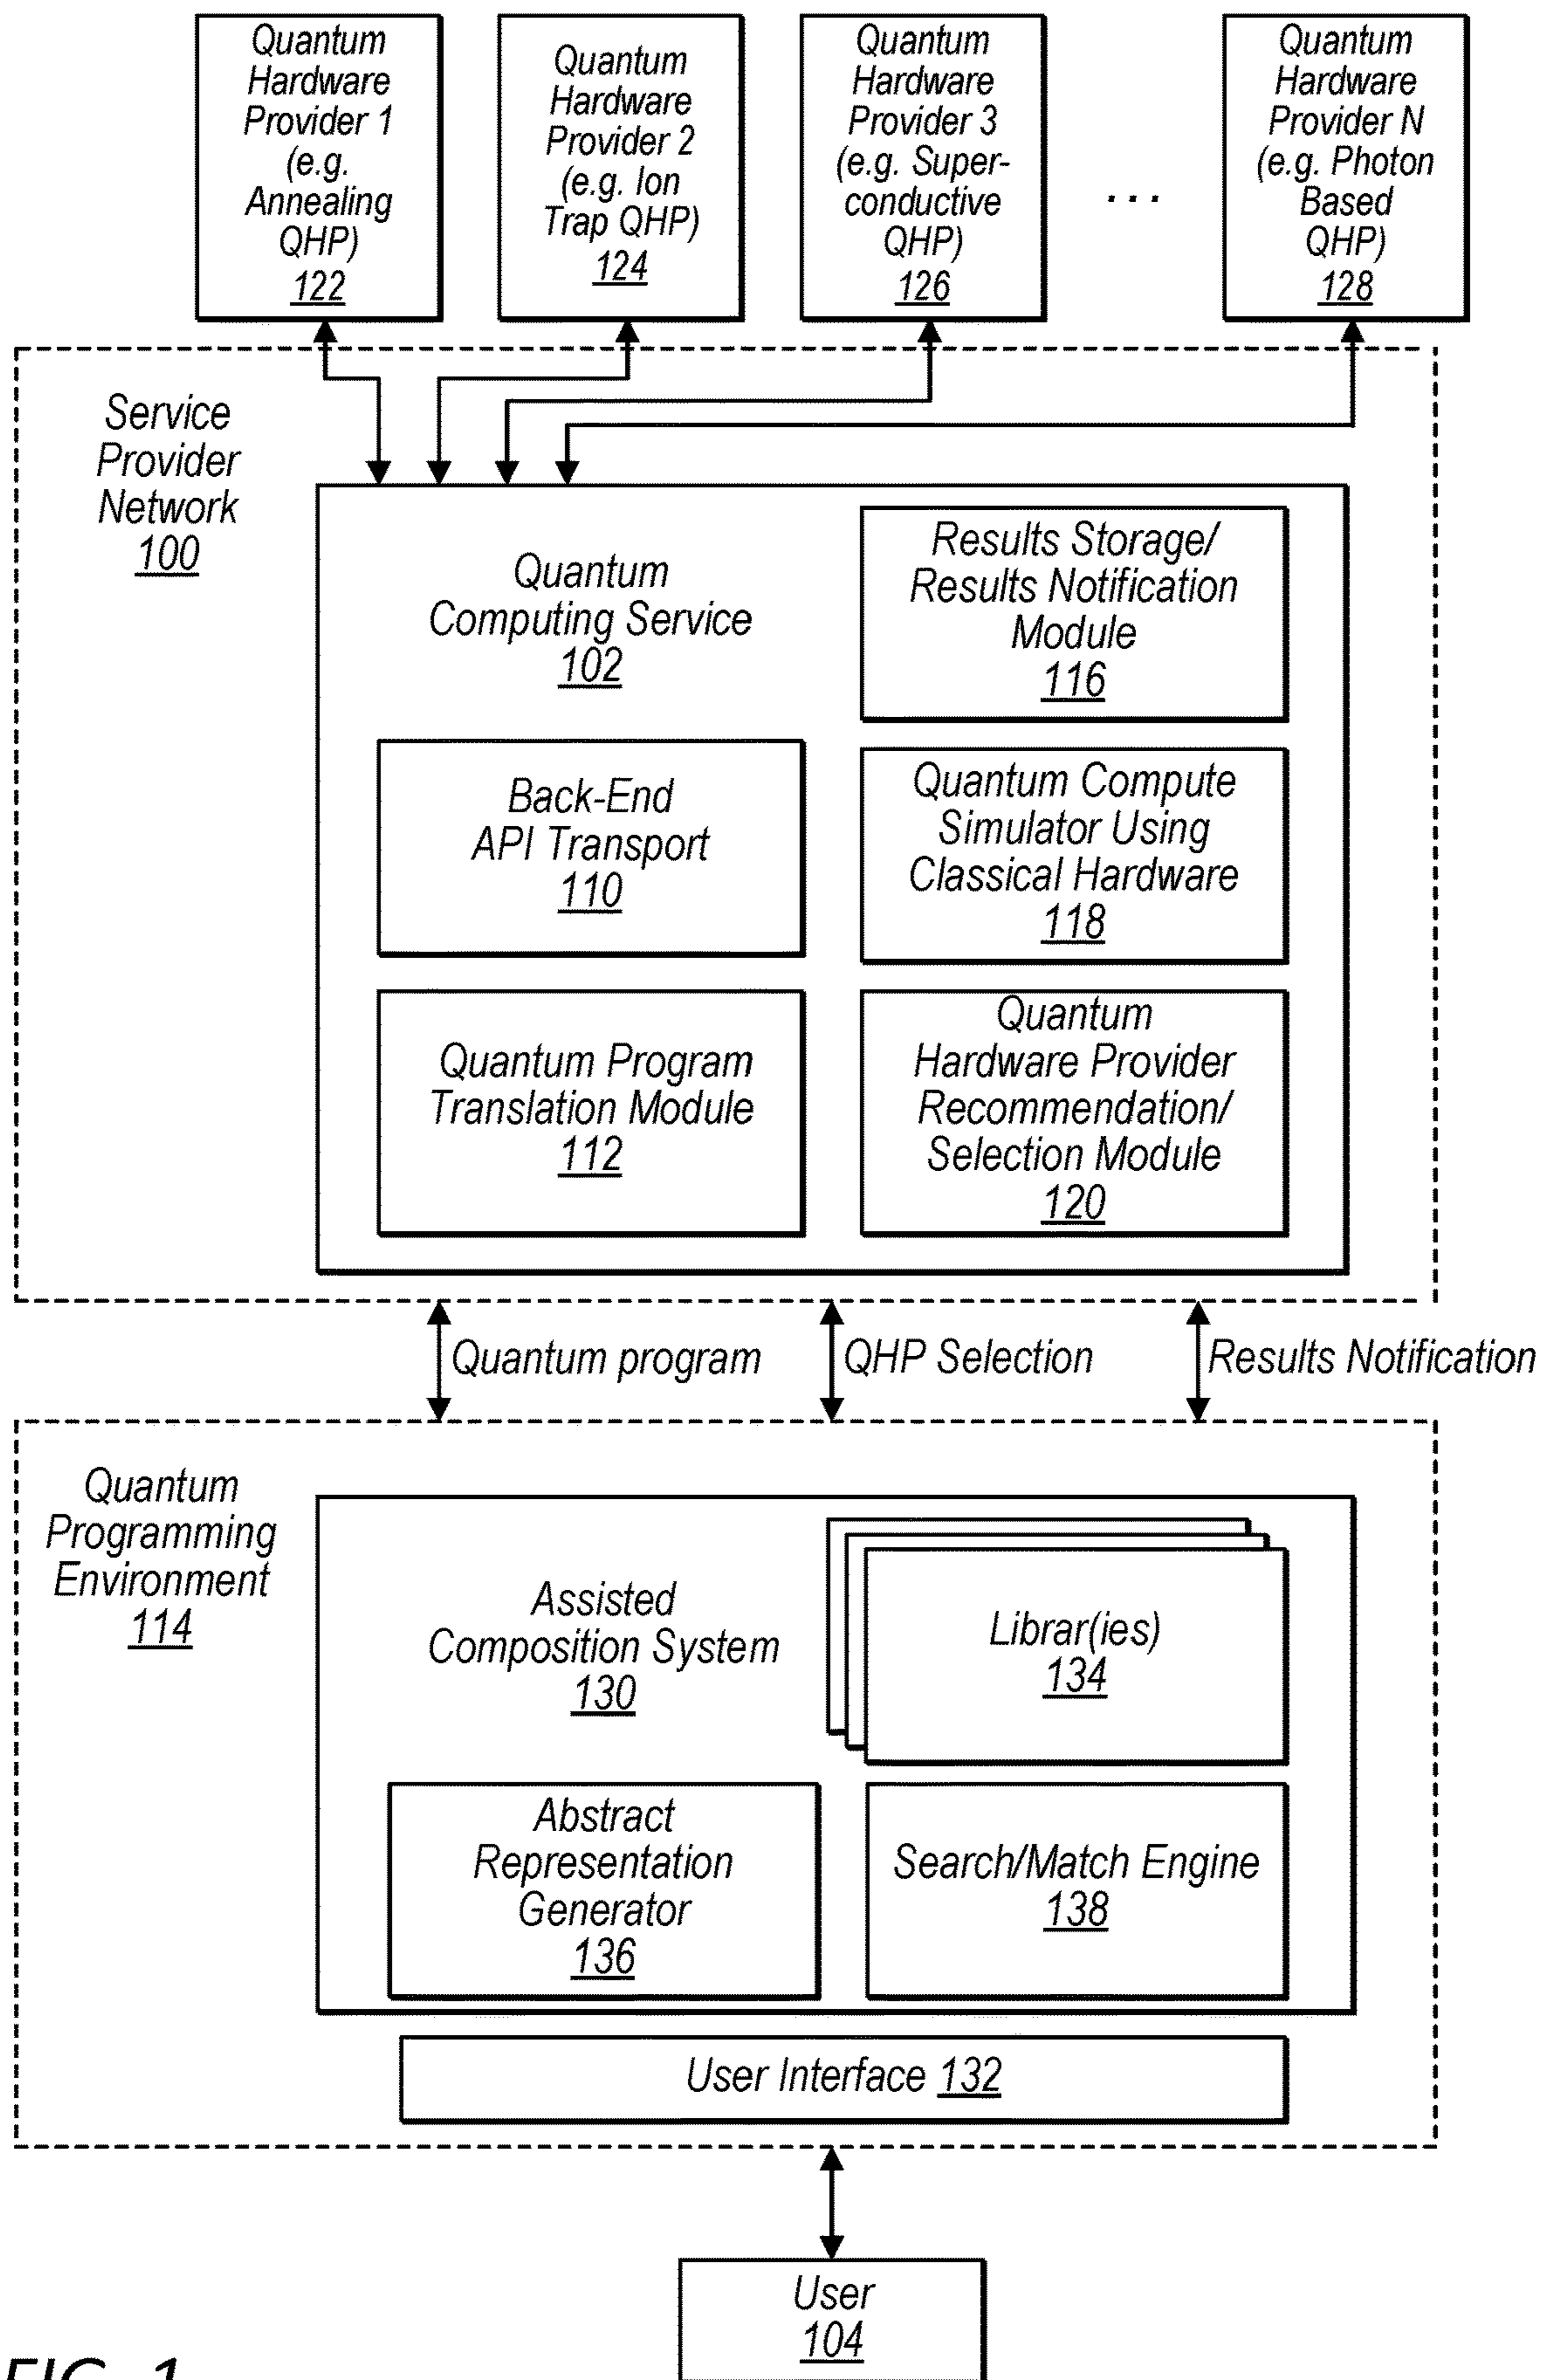 Quantum
Hardware
Provider 1
(e.g.
Annealing
QHP)
122
Quantum
Hardware
Provider 2
(e.g. Ion
Trap QHP)
124
Quantum
Hardware
Provider 3
(e.g. Super-
conductive
QHP)
126
...
Quantum
Hardware
Provider N
(e.g. Photon
Based
QHP)
128
Service
Provider
Network
100
Quantum
Computing Service
102
Results Storage/
Results Notification
Module
116
Back-End
API Transport
110
Quantum Compute
Simulator Using
Classical Hardware
118
Quantum Program
Translation Module
112
Quantum
Hardware Provider
Recommendation/
Selection Module
120
Quantum program
QHP Selection
Results Notification
Quantum
Programming
Environment
114
Assisted
Composition System
130
Librar(ies)
134
Abstract
Representation
Generator
136
Search/Match Engine
138
User Interface 132
User
104
FIG. 1